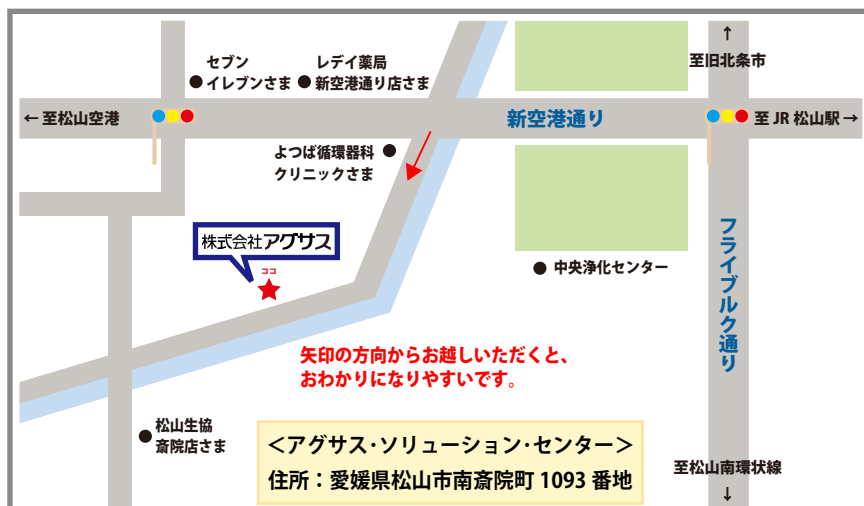 ↑
至旧北条市
セブン
イレブンさま
レデイ薬局
新空港通り店さま
← 至松山空港
新空港通り
至 JR 松山駅 →
よつば循環器科
クリニックさま
株式会社アグサス
ココ
中央浄化センター
フライブルク通り
矢印の方向からお越しいただくと、
おわかりになりやすいです。
松山生協
斎院店さま
＜アグサス・ソリューション・センター＞
住所：愛媛県松山市南斎院町 1093 番地
至松山南環状線
↓